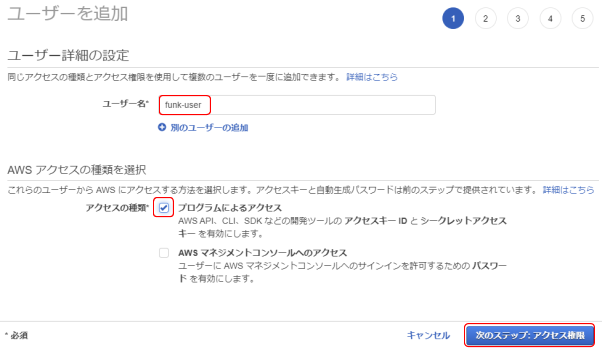 ユーザーを追加
1 2 3 4 5
ユーザー詳細の設定
同じアクセスの種類とアクセス権限を使用して複数のユーザーを一度に追加できます。 詳細はこちら
ユーザー名* funk-user
別のユーザーの追加
AWS アクセスの種類を選択
これらのユーザーから AWS にアクセスする方法を選択します。アクセスキーと自動生成パスワードは前のステップで提供されています。 詳細はこちら
アクセスの種類* プログラムによるアクセス
AWS API、CLI、SDK などの開発ツールの アクセスキー ID と シークレットアクセス
キー を有効にします。
AWS マネジメントコンソールへのアクセス
ユーザーに AWS マネジメントコンソールへのサインインを許可するための パスワー
ド を有効にします。
* 必須 キャンセル 次のステップ: アクセス権限